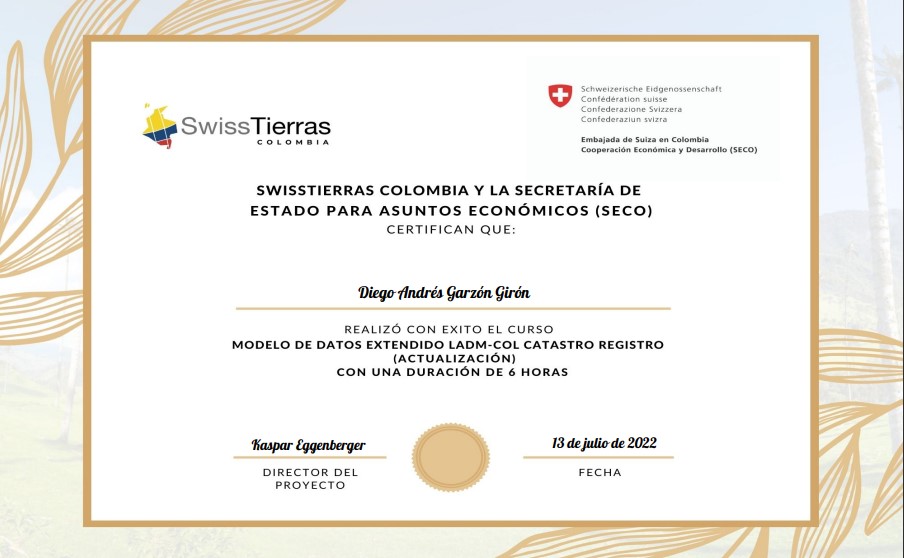 SwissTierras
COLOMBIA
Schweizerische Eidgenossenschaft
Confédération suisse
Confederazione Svizzera
Confederaziun svizra
Embajada de Suiza en Colombia
Cooperación Económica y Desarrollo (SECO)
SWISSTIERRAS COLOMBIA Y LA SECRETARÍA DE
ESTADO PARA ASUNTOS ECONÓMICOS (SECO)
CERTIFICAN QUE:
Diego Andrés Garzón Girón
REALIZÓ CON EXITO EL CURSO
MODELO DE DATOS EXTENDIDO LADM-COL CATASTRO REGISTRO
(ACTUALIZACIÓN)
CON UNA DURACIÓN DE 6 HORAS
Kaspar Eggenberger
DIRECTOR DEL
PROYECTO
13 de julio de 2022
FECHA